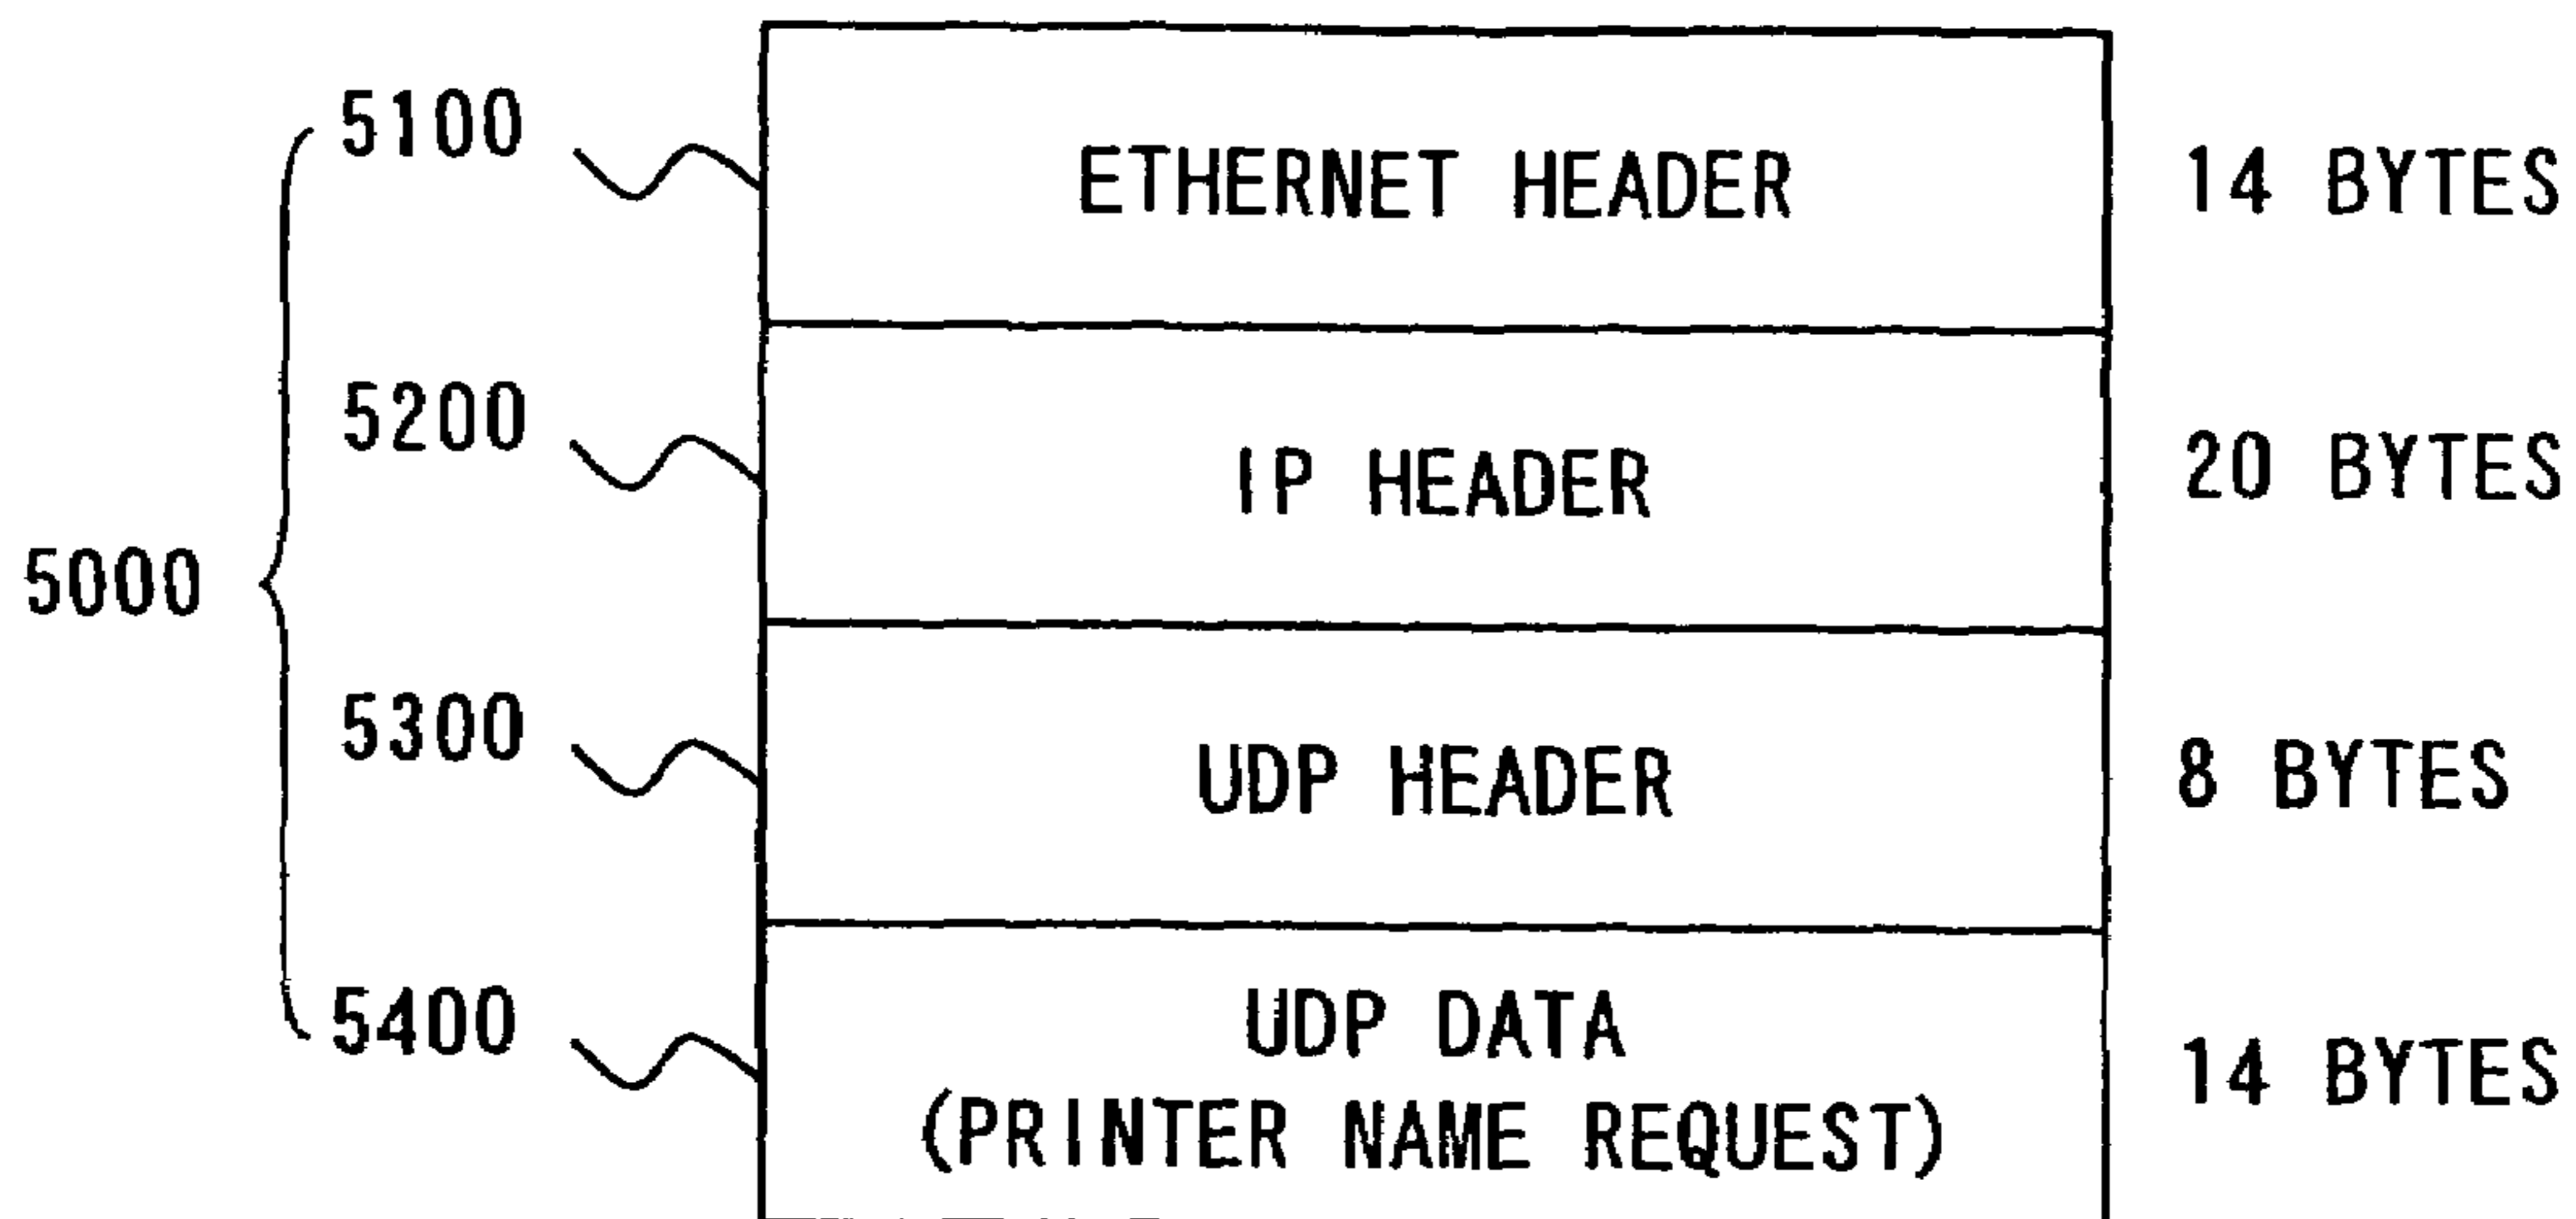 5100 ETHERNET HEADER 14 BYTES
5200 IP HEADER 20 BYTES
5000
5300 UDP HEADER 8 BYTES
5400 UDP DATA
(PRINTER NAME REQUEST) 14 BYTES